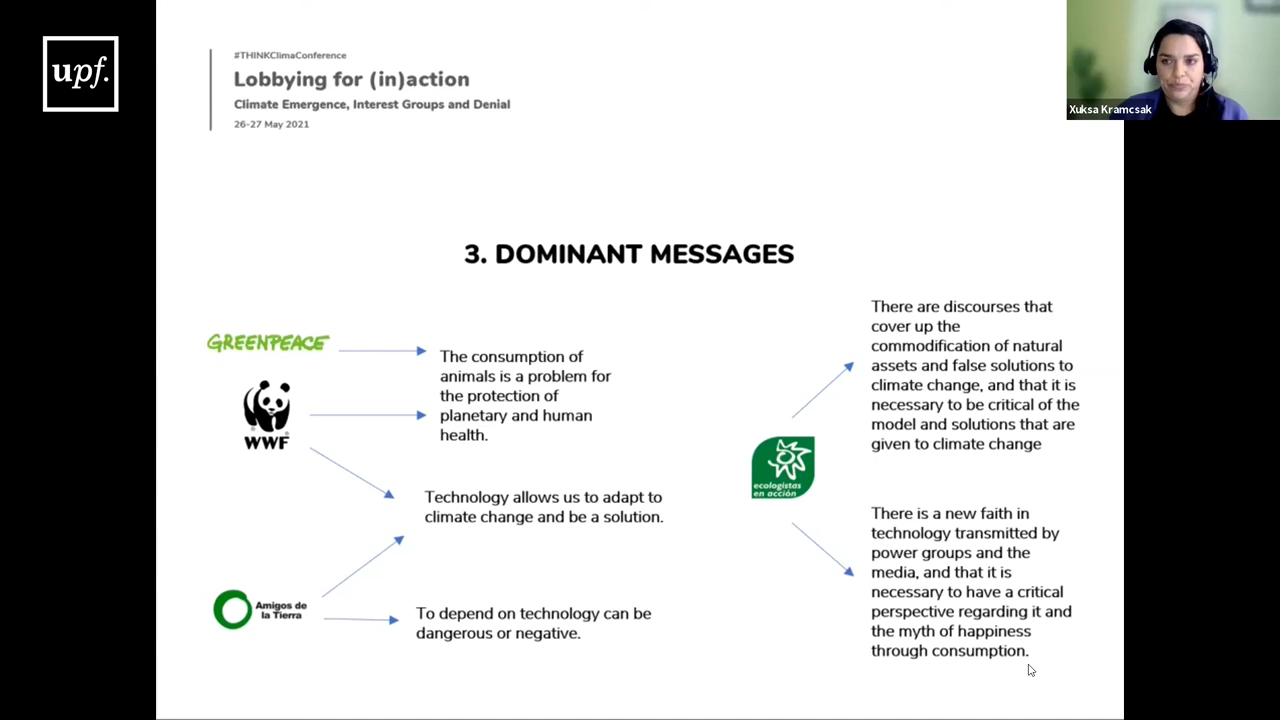 upf.
#THINKClimaConference
Lobbying for (in)action
Climate Emergence, Interest Groups and Denial
26-27 May 2021
Xuksa Kramcsak
3. DOMINANT MESSAGES
GREENPEACE
WWF
The consumption of
animals is a problem for
the protection of
planetary and human
health.
Technology allows us to adapt to
climate change and be a solution.
Amigos de
la Tierra
To depend on technology can be
dangerous or negative.
ecologistas
en acción
There are discourses that
cover up the
commodification of natural
assets and false solutions to
climate change, and that it is
necessary to be critical of the
model and solutions that are
given to climate change
There is a new faith in
technology transmitted by
power groups and the
media, and that it is
necessary to have a critical
perspective regarding it and
the myth of happiness
through consumption.